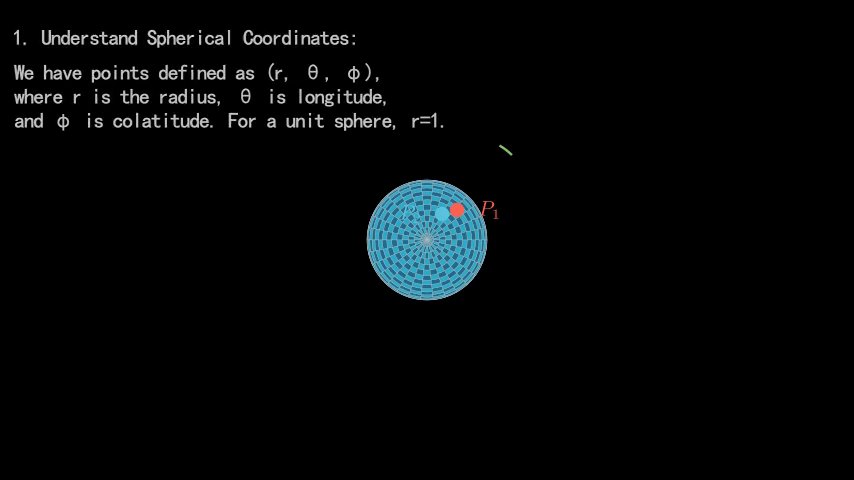 1. Understand Spherical Coordinates:
We have points defined as (r, θ, φ),
where r is the radius, θ is longitude,
and φ is colatitude. For a unit sphere, r=1.
P₁